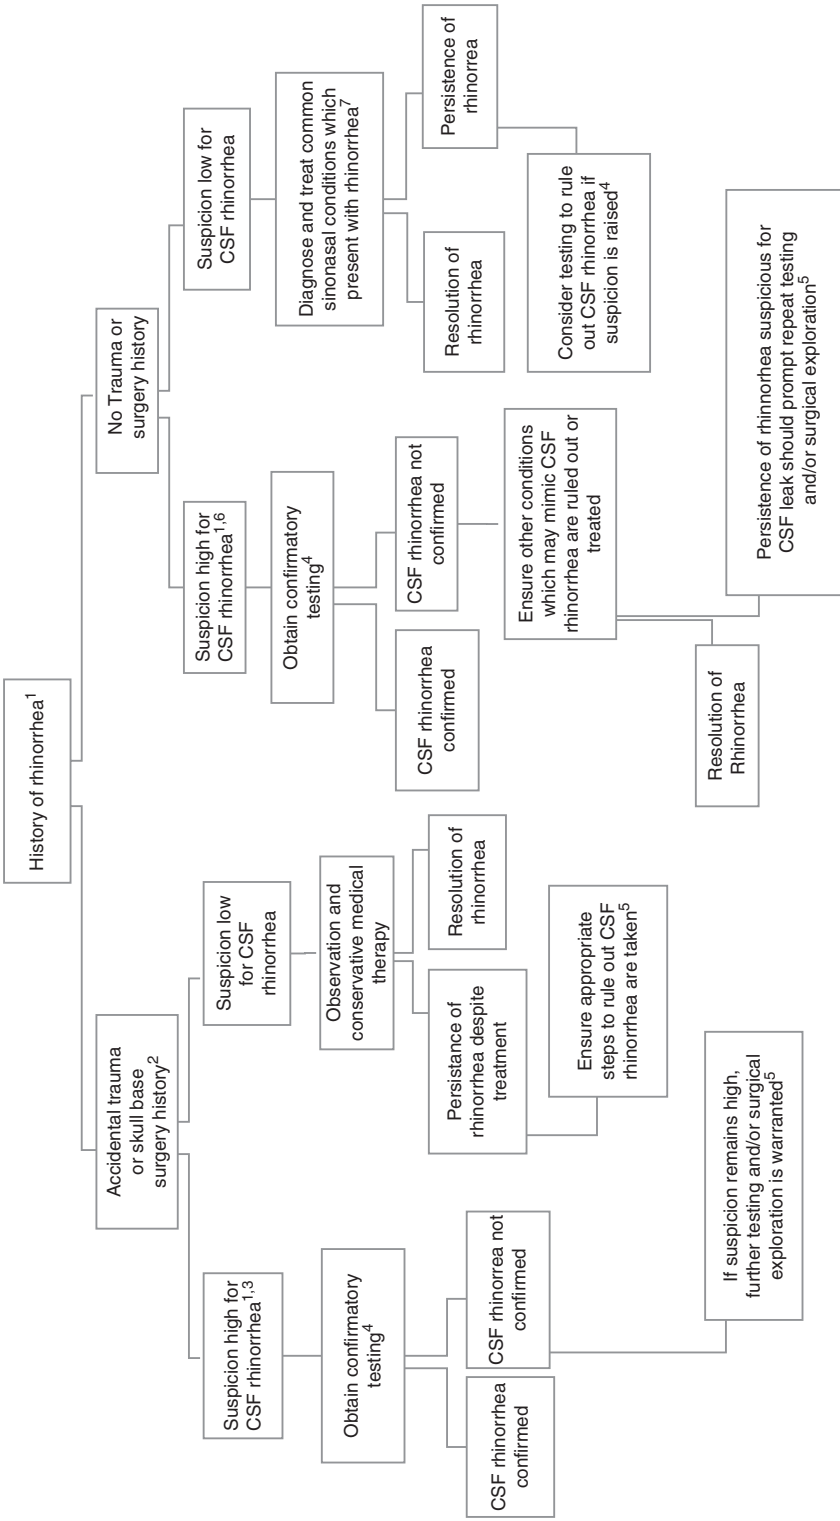 History of rhinorrhea1
Accidental trauma
or skull base
surgery history2
Suspicion high for
CSF rhinorrhea1,3
Obtain confirmatory
testing4
CSF rhinorrhea
confirmed
CSF rhinorrea not
confirmed
If suspicion remains high,
further testing and/or surgical
exploration is warranted5
Suspicion low
for CSF
rhinorrhea
Observation and
conservative medical
therapy
Persistance of
rhinorrhea despite
treatment
Ensure appropriate
steps to rule out CSF
rhinorrhea are taken5
Resolution of
rhinorrhea
No Trauma or
surgery history
Suspicion high for
CSF rhinorrhea1,6
Obtain confirmatory
testing4
CSF rhinorrhea
confirmed
CSF rhinorrhea not
confirmed
Ensure other conditions
which may mimic CSF
rhinorrhea are ruled out or
treated
Resolution of
Rhinorrhea
Persistence of rhinnorhea suspicious for
CSF leak should prompt repeat testing
and/or surgical exploration5
Suspicion low for
CSF rhinorrhea
Diagnose and treat common
sinonasal conditions which
present with rhinorrhea7
Resolution of
rhinorrhea
Persistence of
rhinorrea
Consider testing to rule
out CSF rhinorrhea if
suspicion is raised4